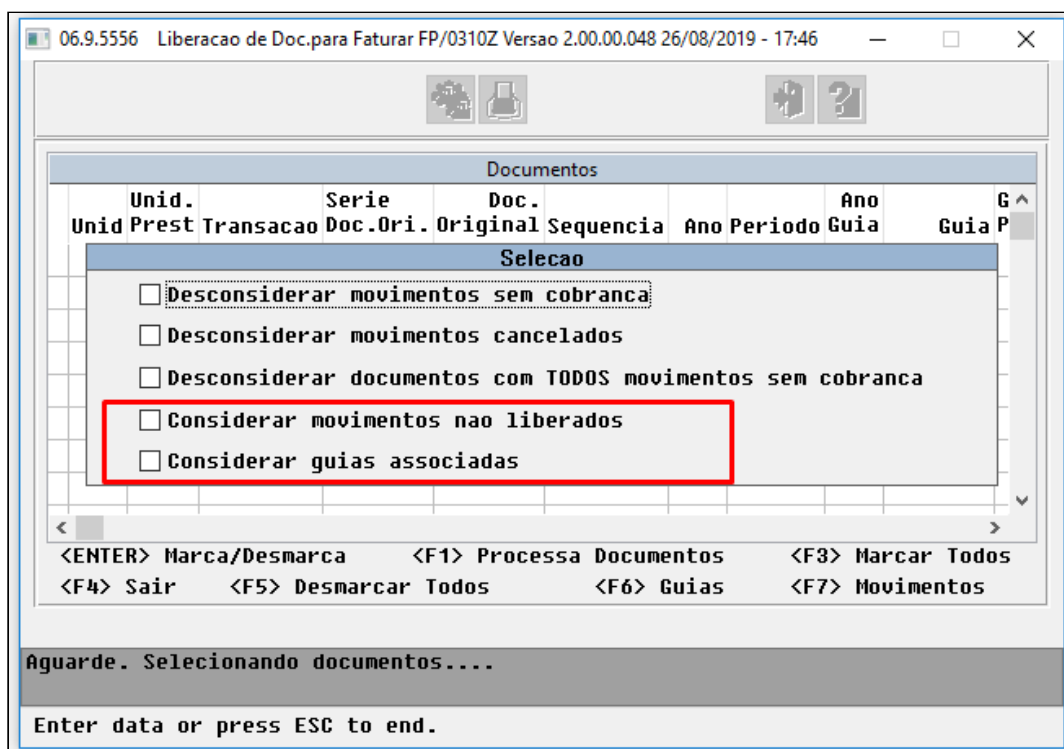 06.9.5556 Liberacao de Doc.para Faturar FP/0310Z Versao 2.00.00.048 26/08/2019 - 17:46
Documentos
Unid. Serie Doc. Ano G
Unid Prest Transacao Doc.Ori. Original Sequencia Ano Periodo Guia Guia P
Selecao
Desconsiderar movimentos sem cobranca
Desconsiderar movimentos cancelados
Desconsiderar documentos com TODOS movimentos sem cobranca
Considerar movimentos nao liberados
Considerar guias associadas
<ENTER> Marca/Desmarca <F1> Processa Documentos <F3> Marcar Todos
<F4> Sair <F5> Desmarcar Todos <F6> Guias <F7> Movimentos
Aguarde. Selecionando documentos....
Enter data or press ESC to end.